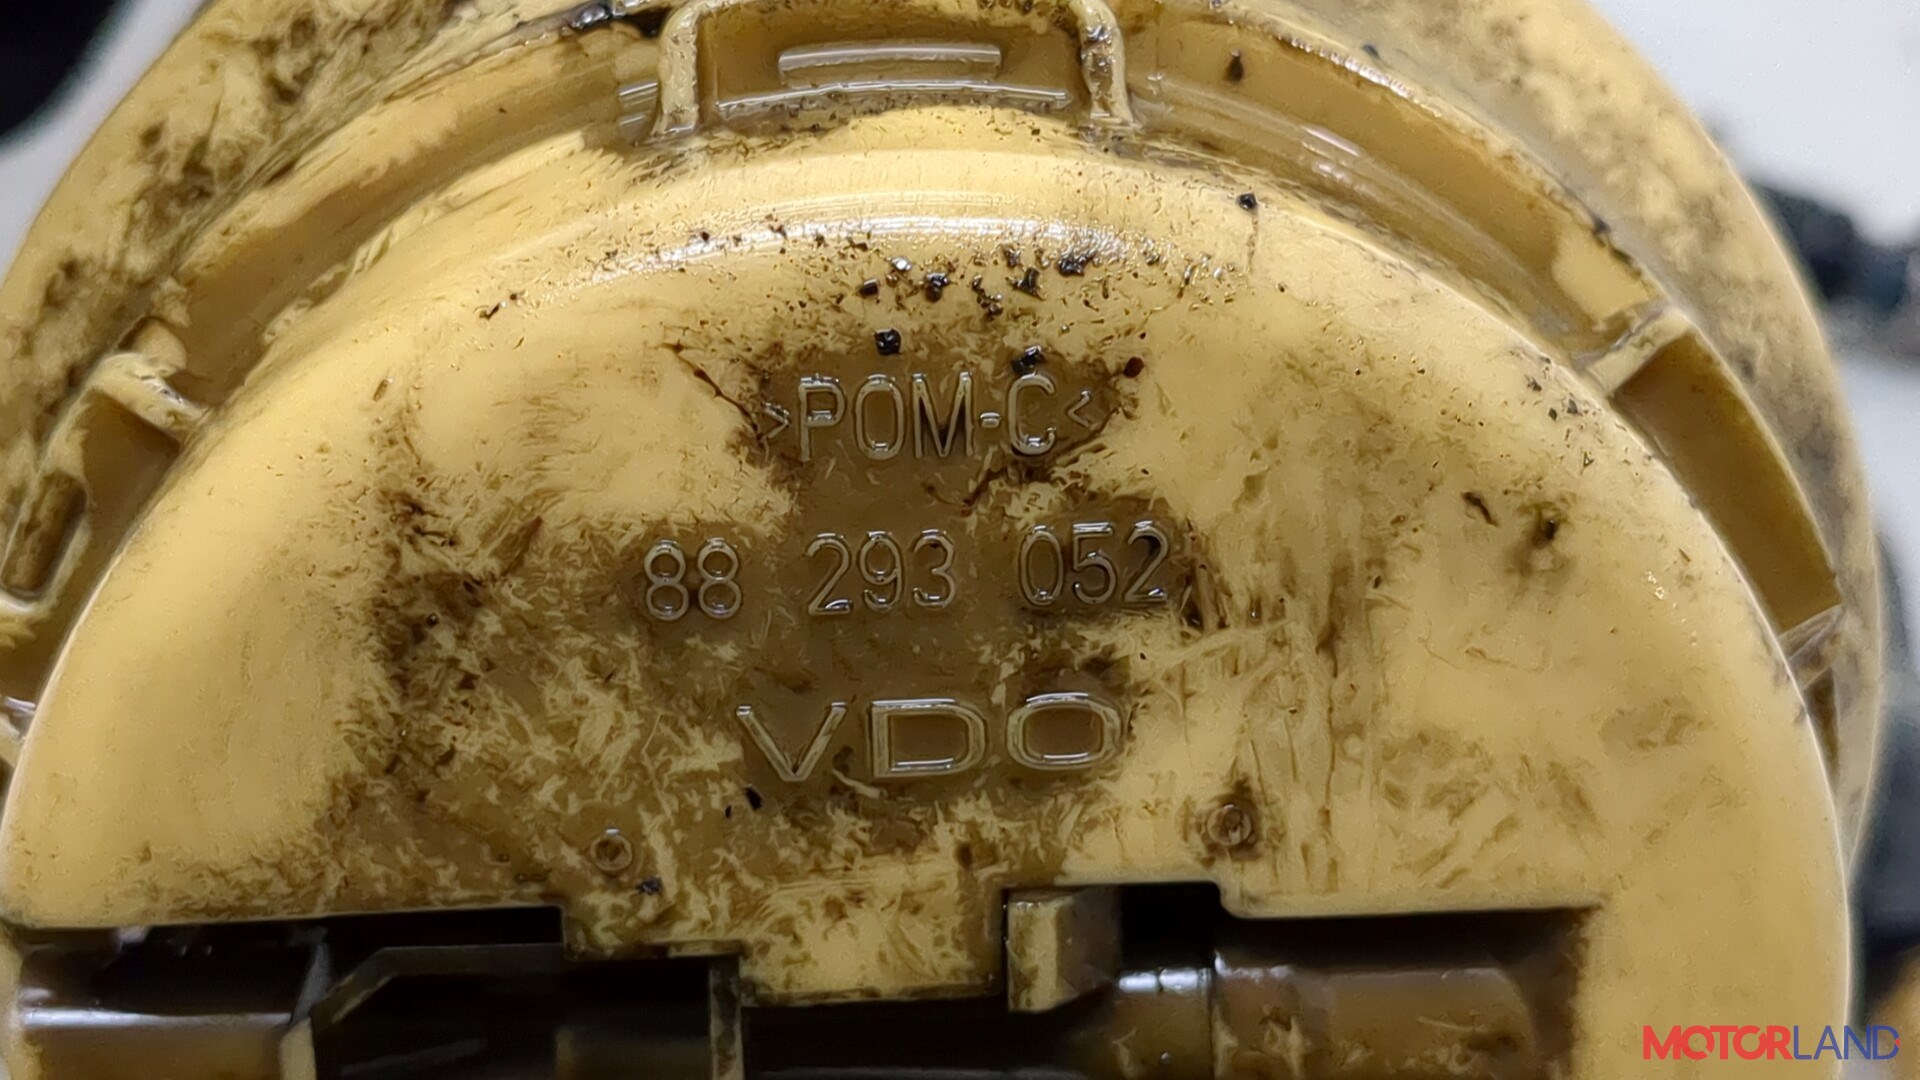 >POM-C<
88 293 052
VDO
MOTORLAND